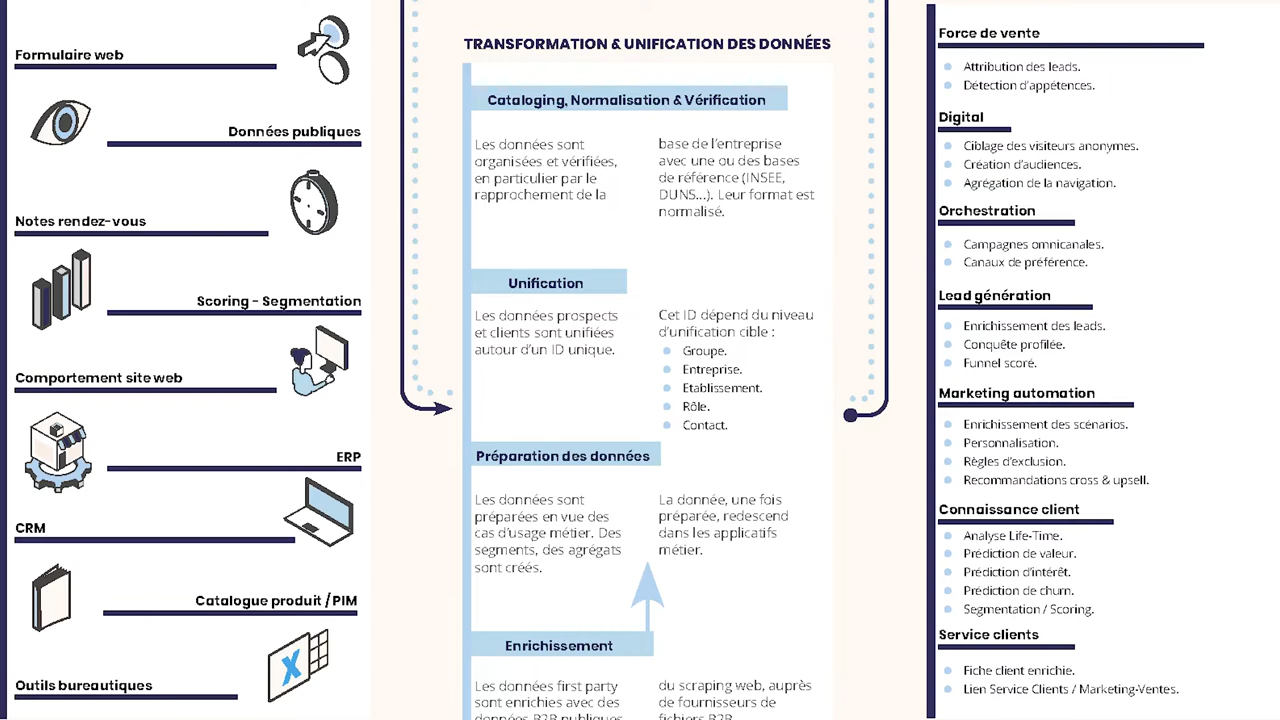 Formulaire web
Données publiques
Notes rendez-vous
Scoring - Segmentation
Comportement site web
ERP
CRM
Catalogue produit / PIM
X
Outils bureautiques
TRANSFORMATION & UNIFICATION DES DONNÉES
Cataloging, Normalisation & Vérification
Les données sont
organisées et vérifiées,
en particulier par le
rapprochement de la
base de l'entreprise
avec une ou des bases
de référence (INSEE,
DUNS...). Leur format est
normalisé.
Unification
Les données prospects
et clients sont unifiées
autour d'un ID unique.
Cet ID dépend du niveau
d'unification cible :
Groupe.
Entreprise.
Etablissement.
Rôle.
Contact.
Préparation des données
Les données sont
préparées en vue des
cas d'usage métier. Des
segments, des agrégats
sont créés.
La donnée, une fois
préparée, redescend
dans les applicatifs
métier.
Enrichissement
Les données first party
sont enrichies avec des
données B2B publiques
du scraping web, auprès
de fournisseurs de
fichiers B2B
Force de vente
Attribution des leads.
Détection d'appétences.
Digital
Ciblage des visiteurs anonymes.
Création d'audiences.
Agrégation de la navigation.
Orchestration
Campagnes omnicanales.
Canaux de préférence.
Lead génération
Enrichissement des leads.
Conquête profilée.
Funnel scoré.
Marketing automation
Enrichissement des scénarios.
Personnalisation.
Règles d'exclusion.
Recommandations cross & upsell.
Connaissance client
Analyse Life-Time.
Prédiction de valeur.
Prédiction d'intérêt.
Prédiction de churn.
Segmentation / Scoring.
Service clients
Fiche client enrichie.
Lien Service Clients / Marketing-Ventes.